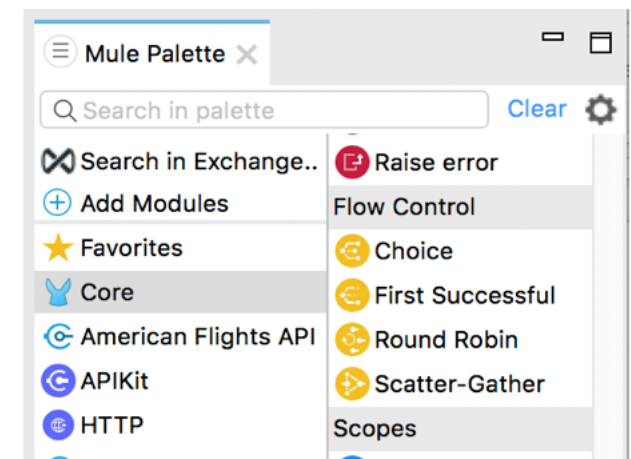 Mule Palette
Search in palette
Clear
Search in Exchange..
Add Modules
Favorites
Core
American Flights API
APIKit
HTTP
Raise error
Flow Control
Choice
First Successful
Round Robin
Scatter-Gather
Scopes